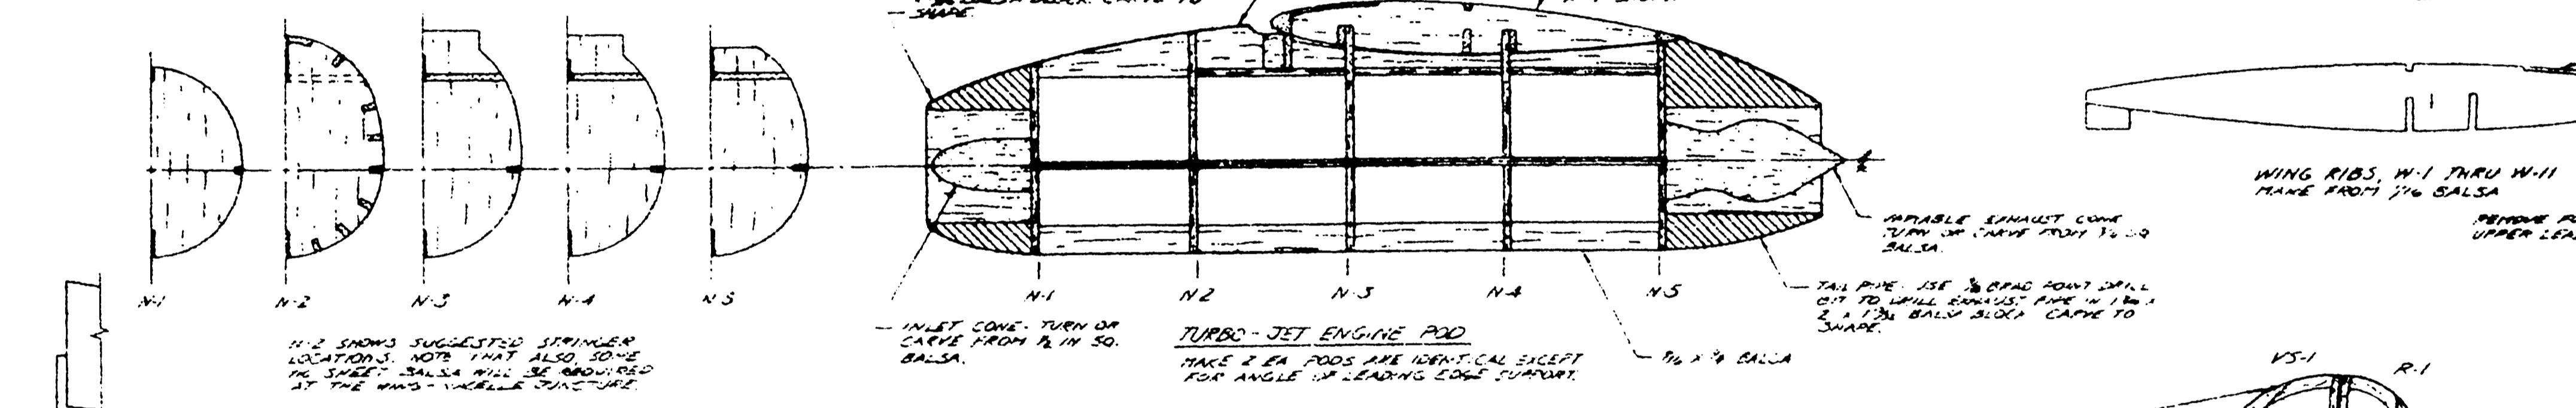 SHAPE.
N-1
N-2
N-3
N-4
N-5
N-2 SHOWS SUGGESTED STRINGER
LOCATIONS. NOTE THAT ALSO, SOME
SHEET BALSA WILL BE REQUIRED
AT THE WING-NACELLE JUNCTURE.
INLET CONE- TURN OR
CARVE FROM 1/2 IN SQ.
BALSA.
N-1
N2
N-3
N-4
N-5
TURBO-JET ENGINE POD
MAKE 2 EA. PODS ARE IDENTICAL EXCEPT
FOR ANGLE OF LEADING EDGE SUPPORT.
BALSA
VARIABLE EXHAUST CONE
TURN OR CARVE FROM SQ
BALSA.
TAIL PIPE- USE BRAD POINT DRILL
BIT TO DRILL EXHAUST PIPE IN
BALSA BLOCK CARVE TO
SHAPE.
WING RIBS, W-1 THRU W-11
MAKE FROM 1/16 BALSA
REMOVE
UPPER
VS-1
R-1